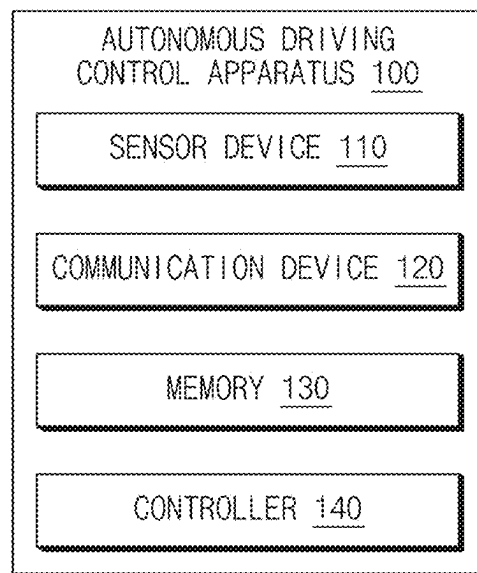 AUTONOMOUS DRIVING
CONTROL APPARATUS 100
SENSOR DEVICE 110
COMMUNICATION DEVICE 120
MEMORY 130
CONTROLLER 140